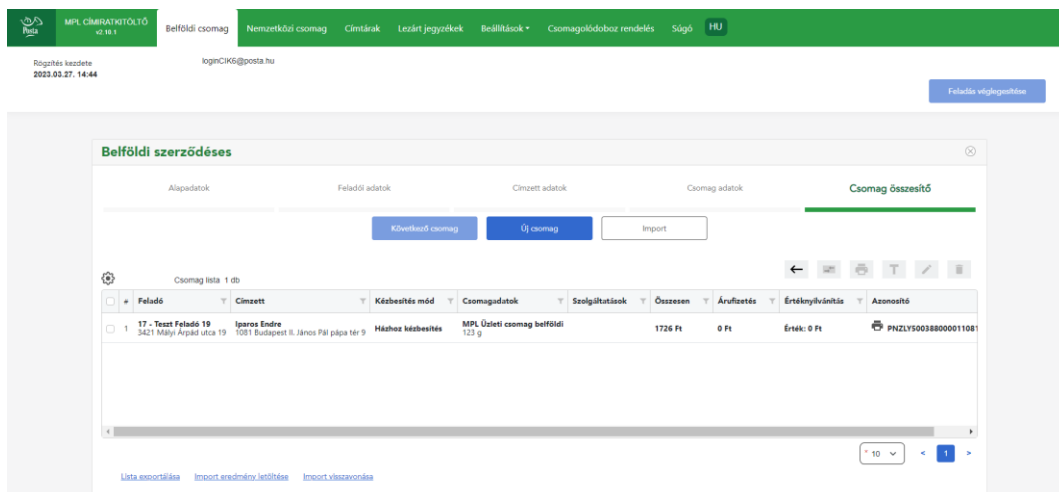 Posta
MPL CÍMIRATKITÖLTŐ
v2.10.1
Belföldi csomag
Nemzetközi csomag
Címtárak
Lezárt jegyzékek
Beállítások
Csomagolódoboz rendelés
Súgó
HU
Rögzítés kezdete
2023.03.27. 14:44
loginCIK6@posta.hu
Feladás véglegesítése
Belföldi szerződéses
Alapadatok
Feladói adatok
Címzett adatok
Csomag adatok
Csomag összesítő
Következő csomag
Új csomag
Import
Csomag lista 1 db
# Feladó Címzett Kézbesítés mód Csomagadatok Szolgáltatások Összesen Árufizetés Értéknyilvánítás Azonosító
1 17 - Teszt Feladó 19 Iparos Endre Házhoz kézbesítés MPL Üzleti csomag belföldi 1726 Ft 0 Ft Érték: 0 Ft PNZLY500388000011081
3421 Mályi Árpád utca 19 1081 Budapest II. János Pál pápa tér 9 123 g
* 10
< 1 >
Lista exportálása Import eredmény letöltése Import visszavonása